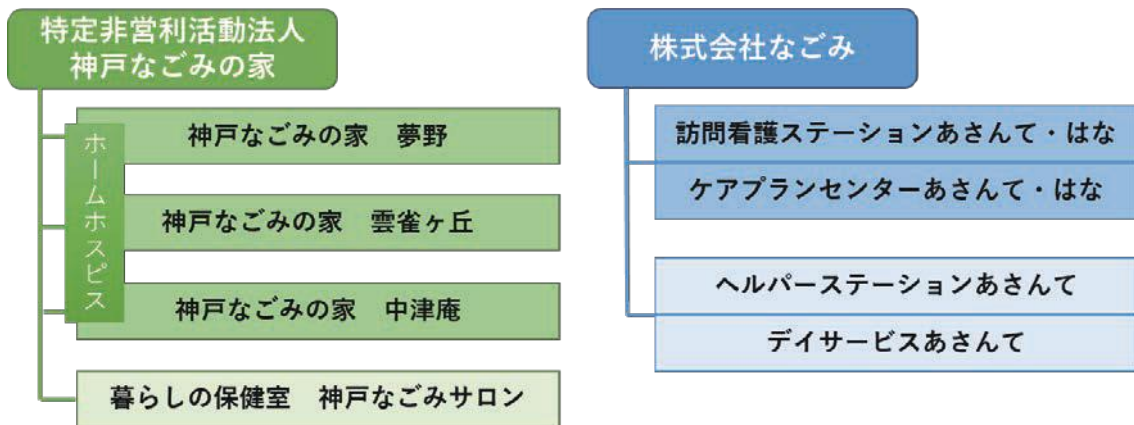 特定非営利活動法人
神戸なごみの家
ホームホスピス
神戸なごみの家　夢野
神戸なごみの家　雲雀ヶ丘
神戸なごみの家　中津庵
暮らしの保健室　神戸なごみサロン
株式会社なごみ
訪問看護ステーションあさんて・はな
ケアプランセンターあさんて・はな
ヘルパーステーションあさんて
デイサービスあさんて